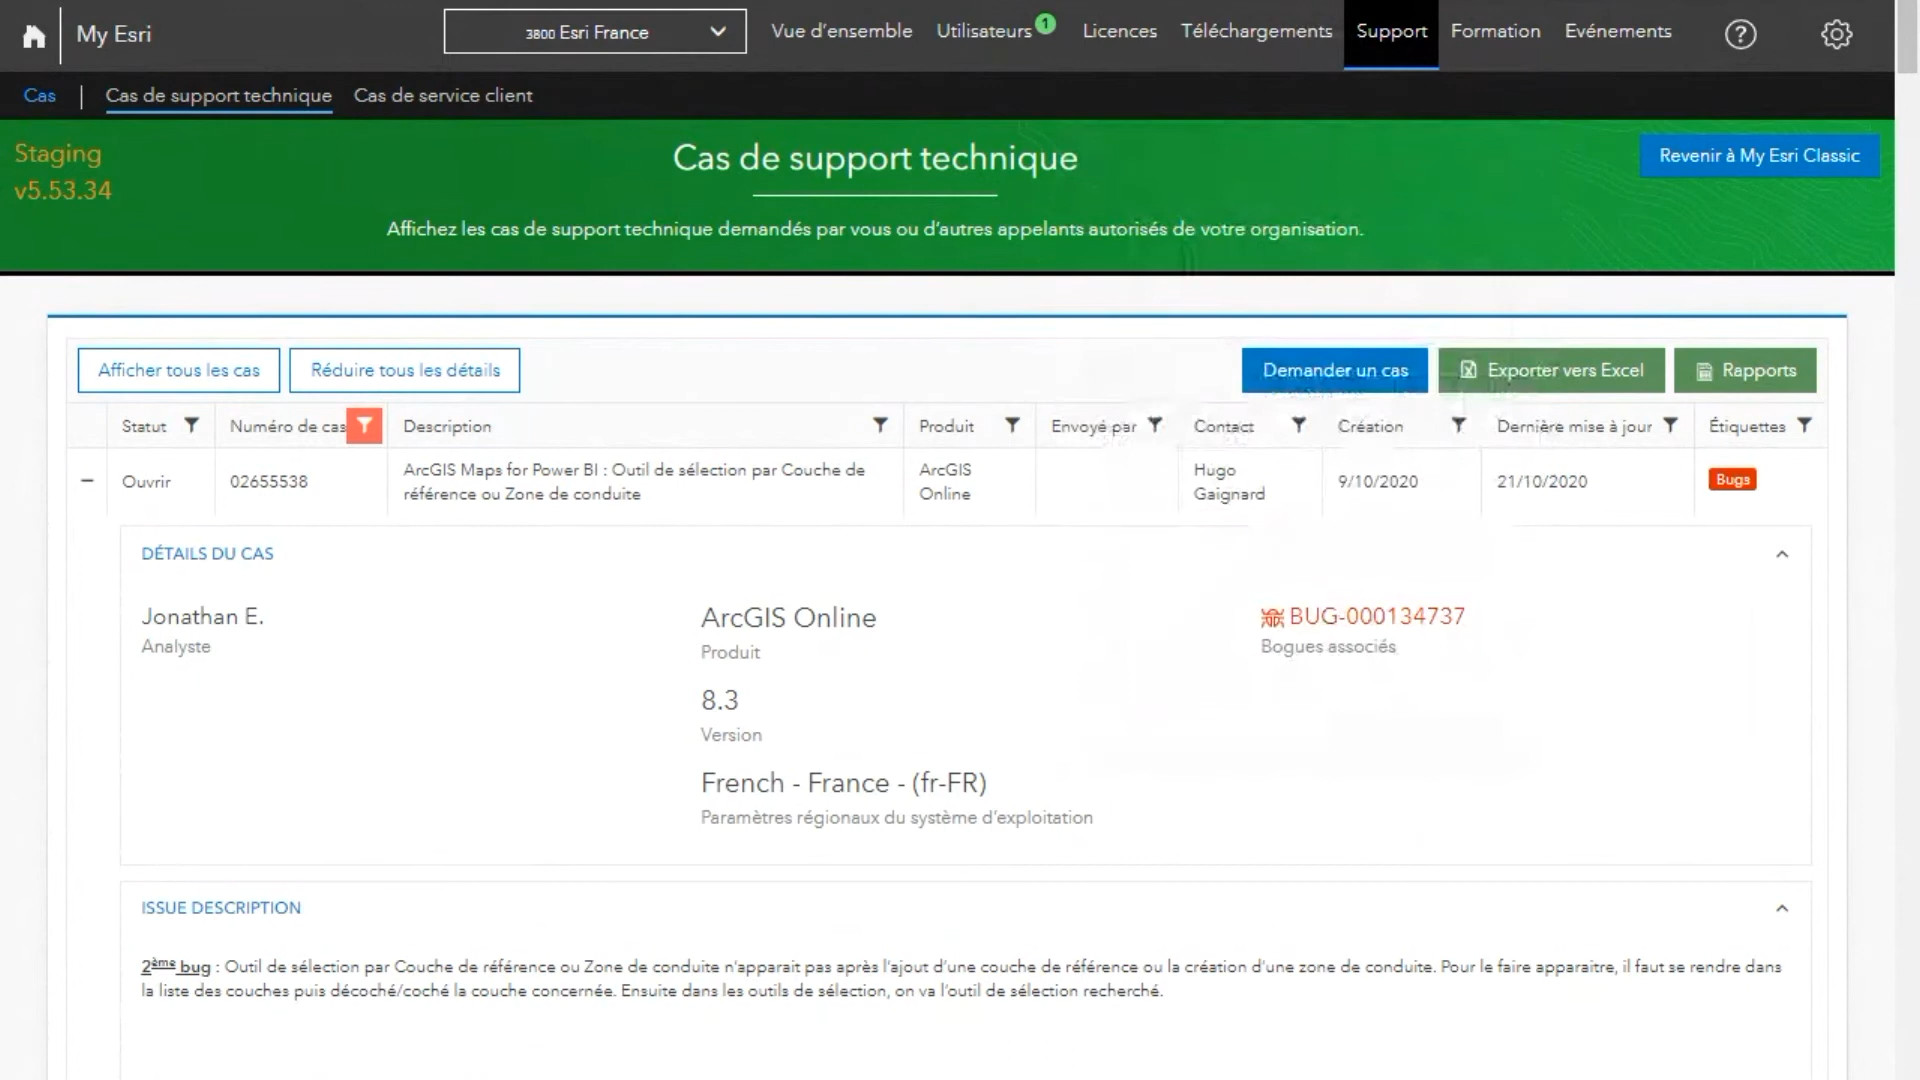 My Esri
3800 Esri France
Vue d'ensemble
Utilisateurs 1
Licences
Téléchargements
Support
Formation
Evénements
?
Cas
Cas de support technique
Cas de service client
Staging
v5.53.34
Cas de support technique
Revenir à My Esri Classic
Affichez les cas de support technique demandés par vous ou d'autres appelants autorisés de votre organisation.
Afficher tous les cas
Réduire tous les détails
Demander un cas
Exporter vers Excel
Rapports
Statut
Numéro de cas
Description
Produit
Envoyé par
Contact
Création
Dernière mise à jour
Étiquettes
Ouvrir
02655538
ArcGIS Maps for Power BI : Outil de sélection par Couche de
référence ou Zone de conduite
ArcGIS
Online
Hugo
Gaignard
9/10/2020
21/10/2020
Bugs
DÉTAILS DU CAS
Jonathan E.
Analyste
ArcGIS Online
Produit
8.3
Version
French - France - (fr-FR)
Paramètres régionaux du système d'exploitation
BUG-000134737
Bogues associés
ISSUE DESCRIPTION
2ème bug : Outil de sélection par Couche de référence ou Zone de conduite n'apparait pas après l'ajout d'une couche de référence ou la création d'une zone de conduite. Pour le faire apparaitre, il faut se rendre dans
la liste des couches puis décoché/coché la couche concernée. Ensuite dans les outils de sélection, on va l'outil de sélection recherché.